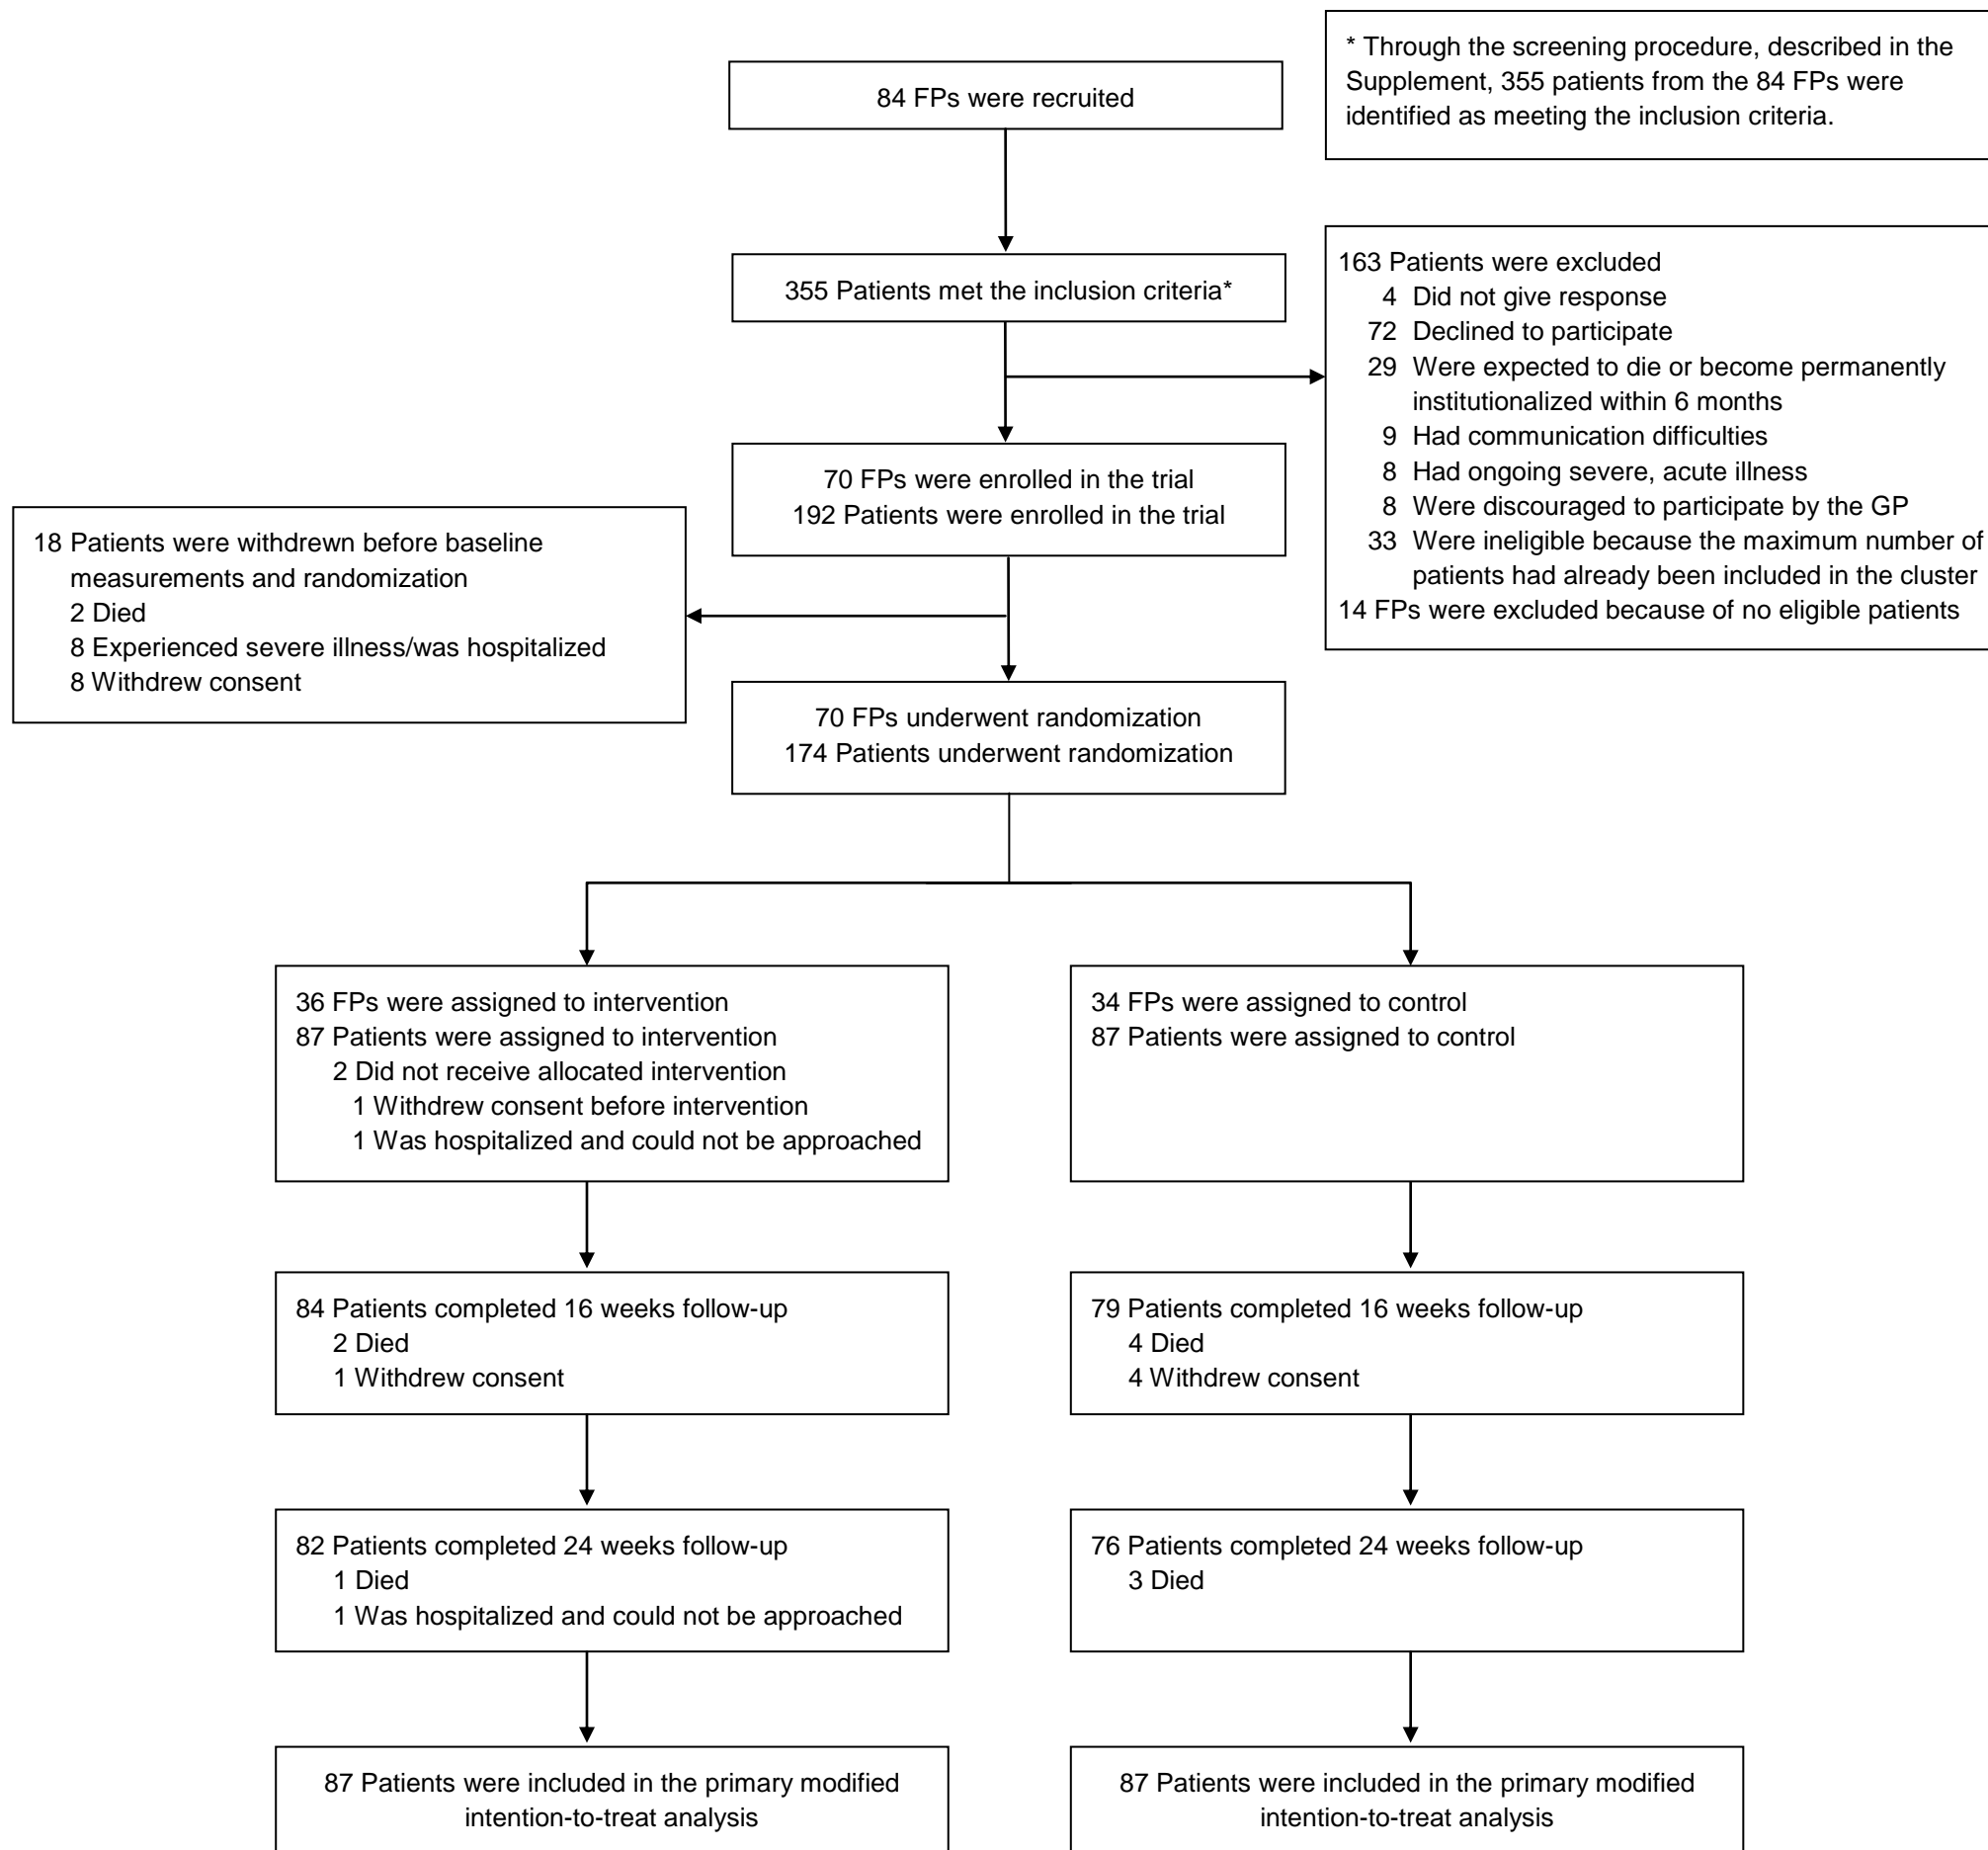 84 FPs were recruited
* Through the screening procedure, described in the
Supplement, 355 patients from the 84 FPs were
identified as meeting the inclusion criteria.
355 Patients met the inclusion criteria*
163 Patients were excluded
4 Did not give response
72 Declined to participate
29 Were expected to die or become permanently
institutionalized within 6 months
9 Had communication difficulties
8 Had ongoing severe, acute illness
8 Were discouraged to participate by the GP
33 Were ineligible because the maximum number of
patients had already been included in the cluster
14 FPs were excluded because of no eligible patients
70 FPs were enrolled in the trial
192 Patients were enrolled in the trial
18 Patients were withdrew before baseline
measurements and randomization
2 Died
8 Experienced severe illness/was hospitalized
8 Withdrew consent
70 FPs underwent randomization
174 Patients underwent randomization
36 FPs were assigned to intervention
87 Patients were assigned to intervention
2 Did not receive allocated intervention
1 Withdrew consent before intervention
1 Was hospitalized and could not be approached
34 FPs were assigned to control
87 Patients were assigned to control
84 Patients completed 16 weeks follow-up
2 Died
1 Withdrew consent
79 Patients completed 16 weeks follow-up
4 Died
4 Withdrew consent
82 Patients completed 24 weeks follow-up
1 Died
1 Was hospitalized and could not be approached
76 Patients completed 24 weeks follow-up
3 Died
87 Patients were included in the primary modified
intention-to-treat analysis
87 Patients were included in the primary modified
intention-to-treat analysis